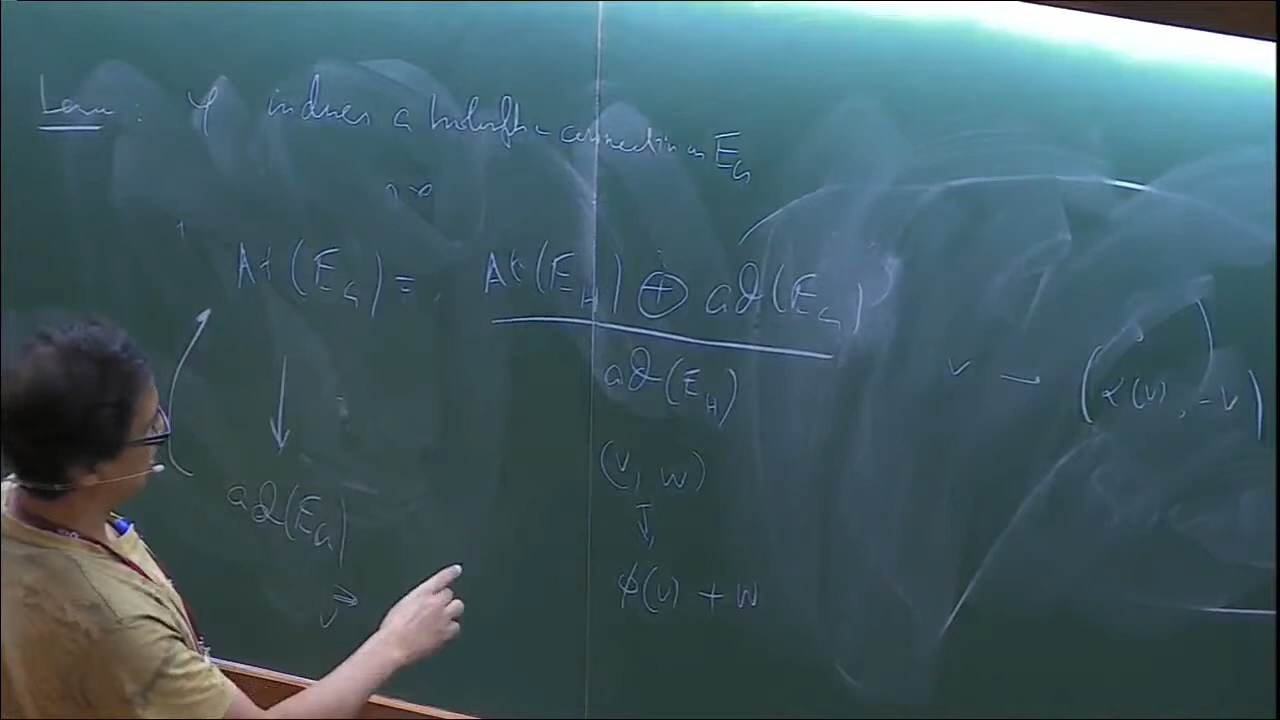 Lem : φ induces a holomorphic connection on E_G
At(E_G) = At(E_H) ⊕ ad(E_G)
ad(E_H)
v → (α(v), -v)
(v, w)
↓
ad(E_G)
φ(v) + w
v